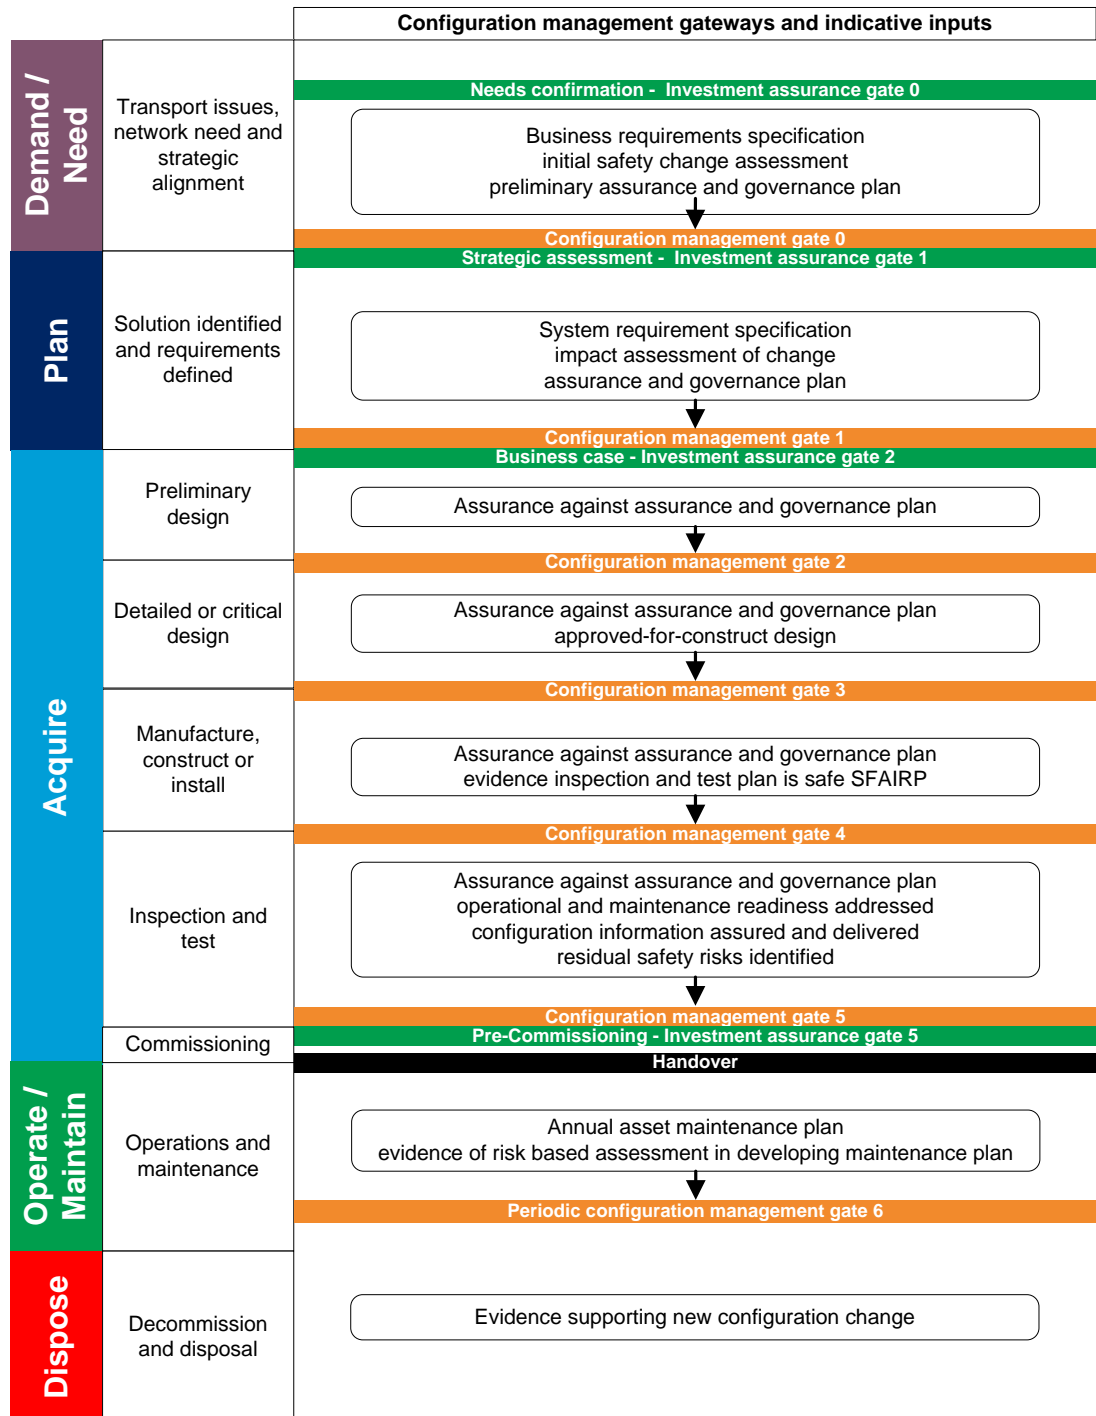 Configuration management gateways and indicative inputs
Demand /
Need
Transport issues,
network need and
strategic
alignment
Needs confirmation -  Investment assurance gate 0
Business requirements specification
initial safety change assessment
preliminary assurance and governance plan
Configuration management gate 0
Strategic assessment -  Investment assurance gate 1
Plan
Solution identified
and requirements
defined
System requirement specification
impact assessment of change
assurance and governance plan
Configuration management gate 1
Business case - Investment assurance gate 2
Acquire
Preliminary
design
Assurance against assurance and governance plan
Configuration management gate 2
Detailed or critical
design
Assurance against assurance and governance plan
approved-for-construct design
Configuration management gate 3
Manufacture,
construct or
install
Assurance against assurance and governance plan
evidence inspection and test plan is safe SFAIRP
Configuration management gate 4
Inspection and
test
Assurance against assurance and governance plan
operational and maintenance readiness addressed
configuration information assured and delivered
residual safety risks identified
Configuration management gate 5
Commissioning
Pre-Commissioning - Investment assurance gate 5
Handover
Operate /
Maintain
Operations and
maintenance
Annual asset maintenance plan
evidence of risk based assessment in developing maintenance plan
Periodic configuration management gate 6
Dispose
Decommission
and disposal
Evidence supporting new configuration change